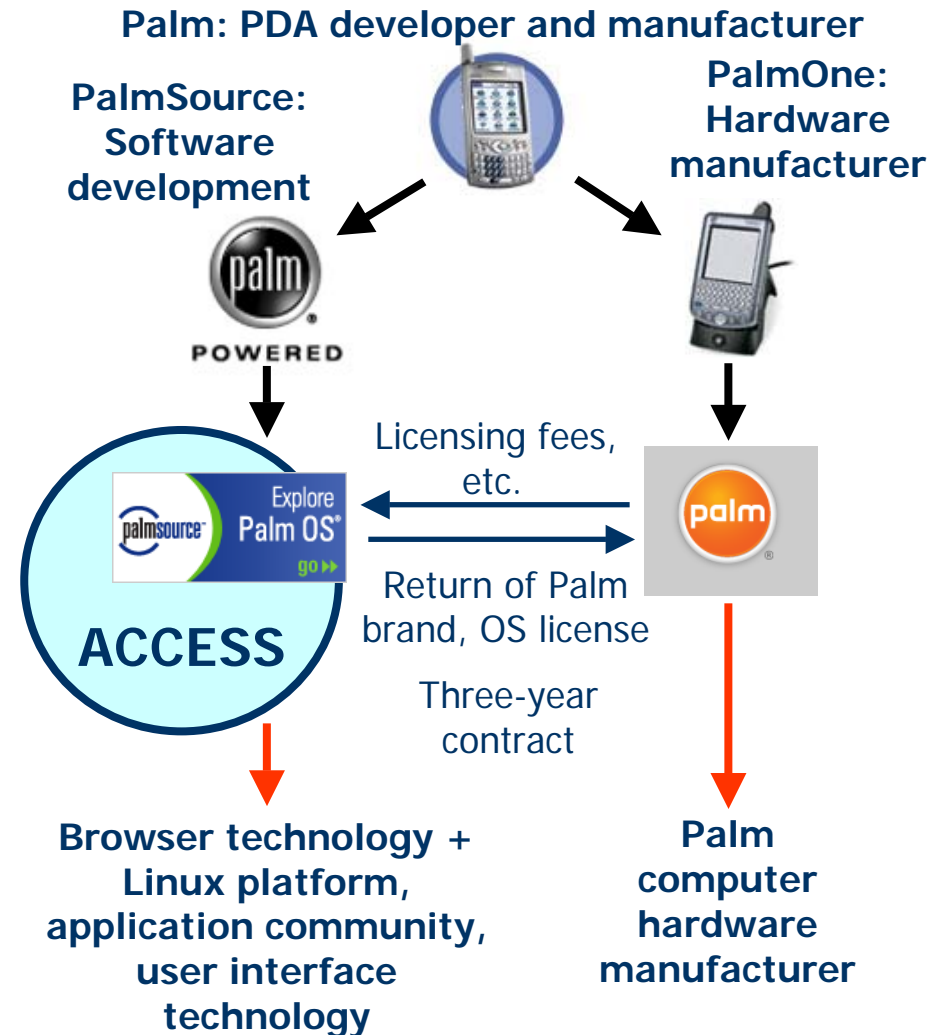 Palm: PDA developer and manufacturer
PalmSource:
Software
development
PalmOne:
Hardware
manufacturer
palm
®
POWERED
Licensing fees,
etc.
palmsource™
Explore
Palm OS®
go
ACCESS
palm
®
Return of Palm
brand, OS license
Three-year
contract
Browser technology +
Linux platform,
application community,
user interface
technology
Palm
computer
hardware
manufacturer